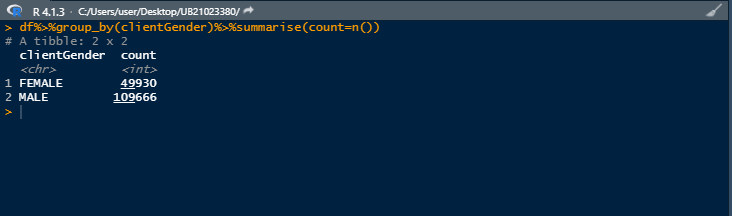 R 4.1.3 · C:/Users/user/Desktop/UB21023380/
> df%>%group_by(clientGender)%>%summarise(count=n())
# A tibble: 2 x 2
  clientGender  count
  <chr>         <int>
1 FEMALE        49930
2 MALE         109666
>